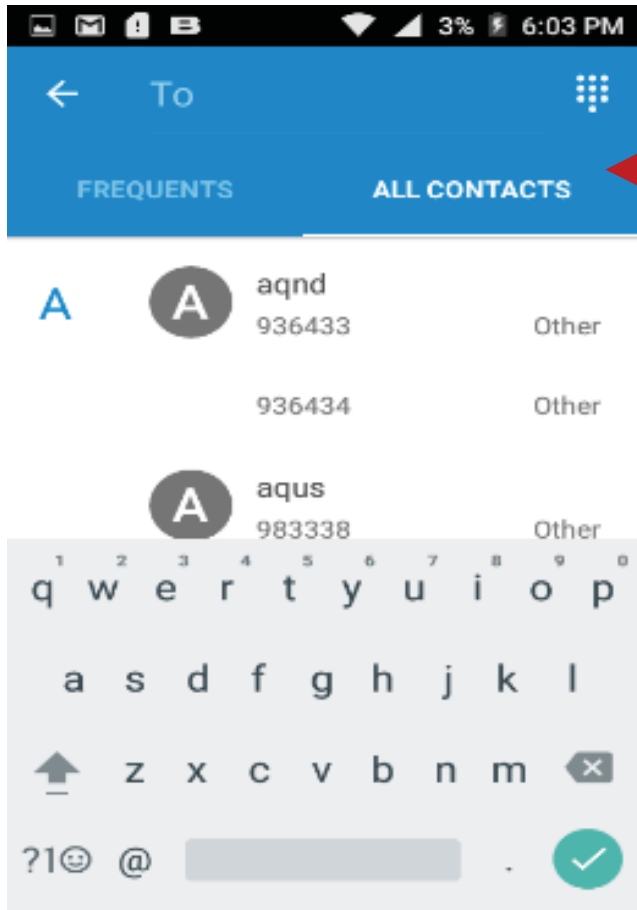 3% 6:03 PM
To
FREQUENTS ALL CONTACTS
A A aqnd
936433 Other
936434 Other
A aqus
983338 Other
1 2 3 4 5 6 7 8 9 0
q w e r t y u i o p
a s d f g h j k l
z x c v b n m
?1☺ @ .